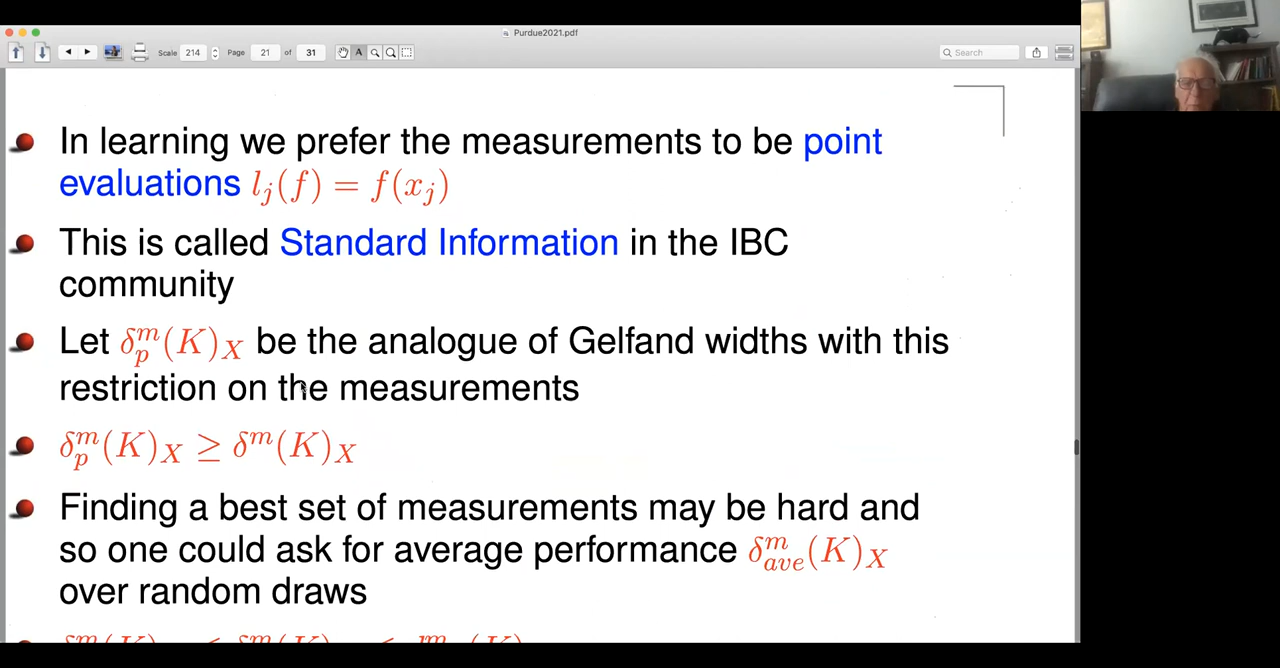 Purdue2021.pdf
Scale 214 Page 21 of 31 Search
In learning we prefer the measurements to be point
evaluations l_j(f) = f(x_j)
This is called Standard Information in the IBC
community
Let δ_p^m(K)_X be the analogue of Gelfand widths with this
restriction on the measurements
δ_p^m(K)_X ≥ δ^m(K)_X
Finding a best set of measurements may be hard and
so one could ask for average performance δ_{ave}^m(K)_X
over random draws